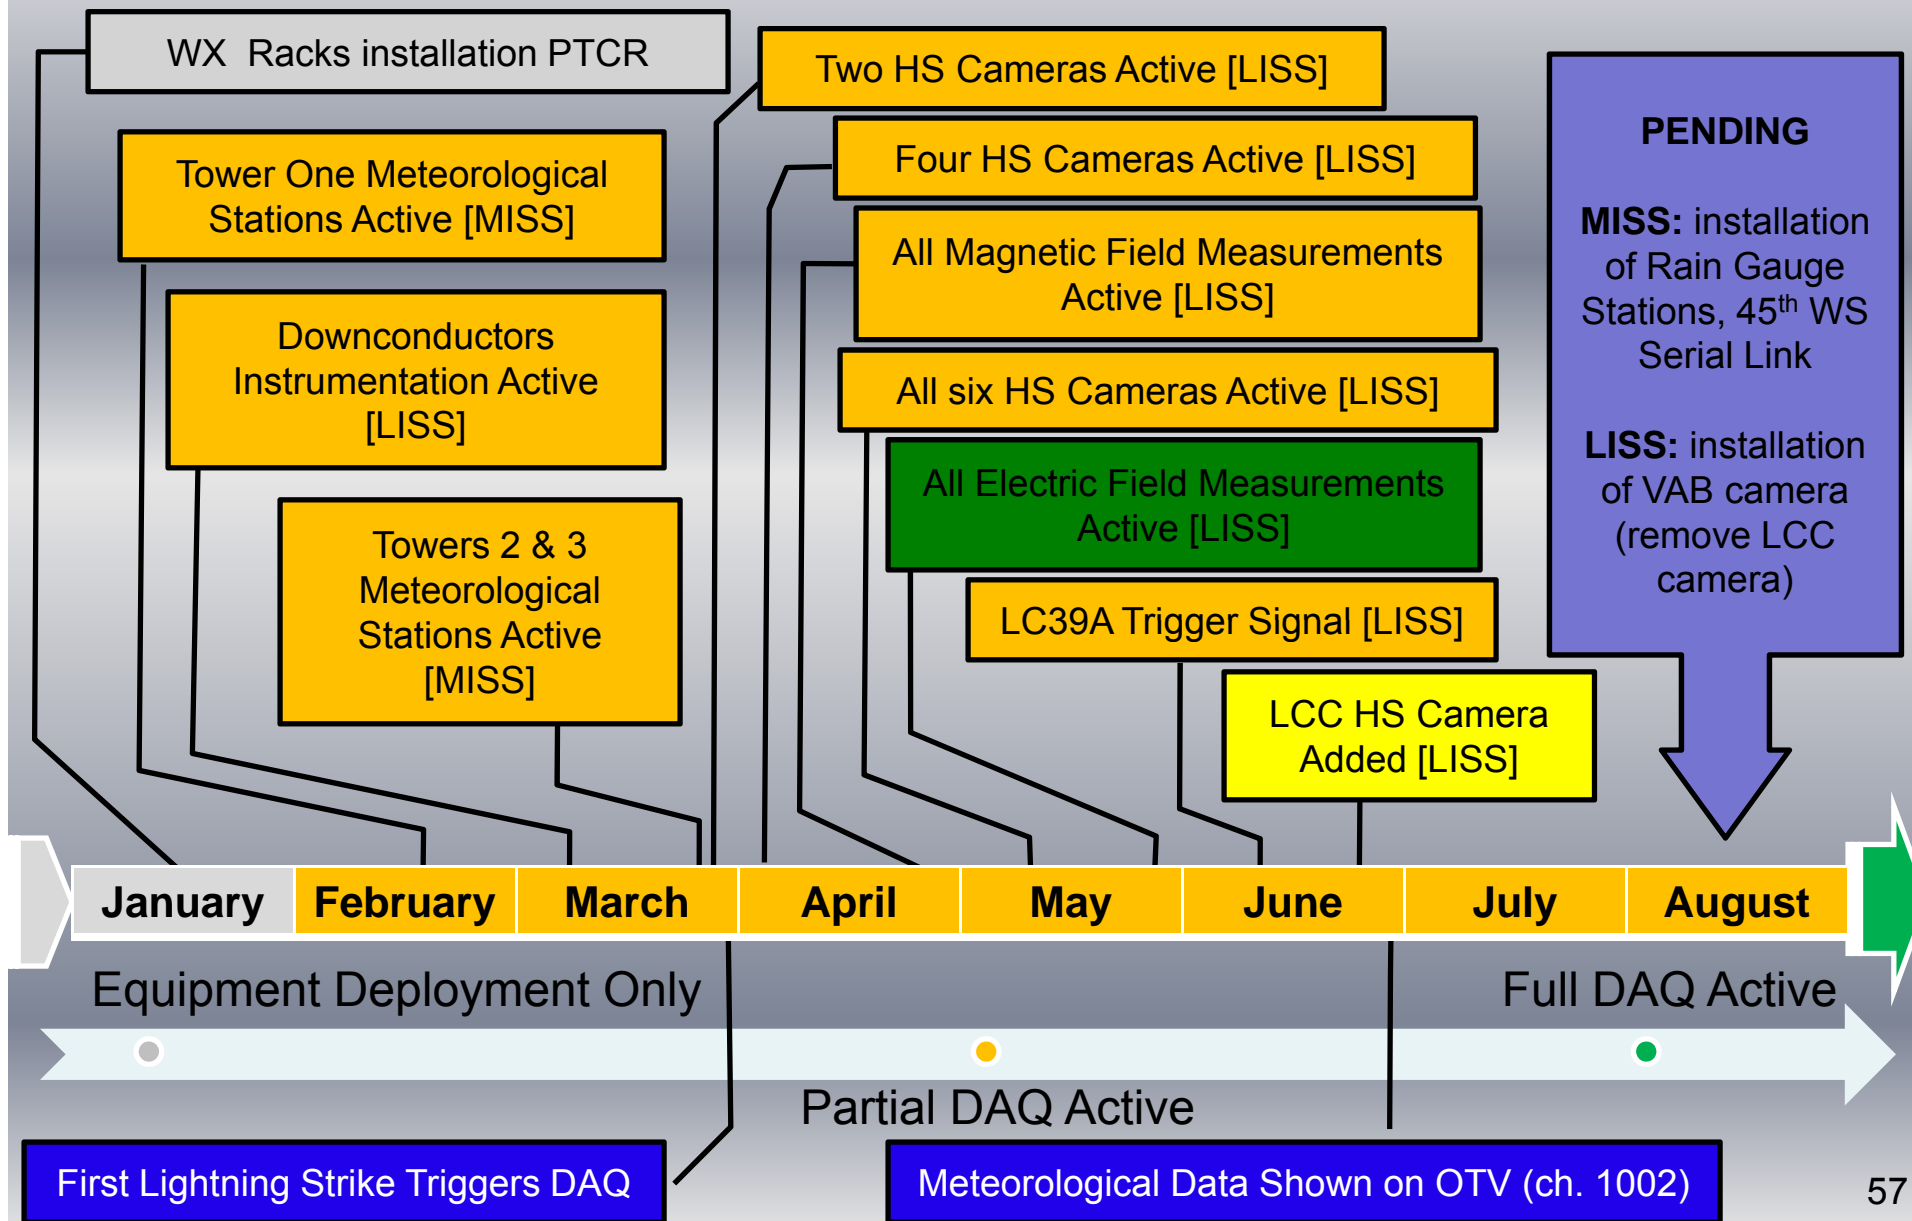 WX Racks installation PTCR
Two HS Cameras Active [LISS]
Tower One Meteorological
Stations Active [MISS]
Four HS Cameras Active [LISS]
All Magnetic Field Measurements
Active [LISS]
Downconductors
Instrumentation Active
[LISS]
All six HS Cameras Active [LISS]
All Electric Field Measurements
Active [LISS]
Towers 2 & 3
Meteorological
Stations Active
[MISS]
LC39A Trigger Signal [LISS]
LCC HS Camera
Added [LISS]
PENDING
MISS: installation
of Rain Gauge
Stations, 45th WS
Serial Link
LISS: installation
of VAB camera
(remove LCC
camera)
January February March April May June July August
Equipment Deployment Only
Full DAQ Active
Partial DAQ Active
First Lightning Strike Triggers DAQ
Meteorological Data Shown on OTV (ch. 1002)
57